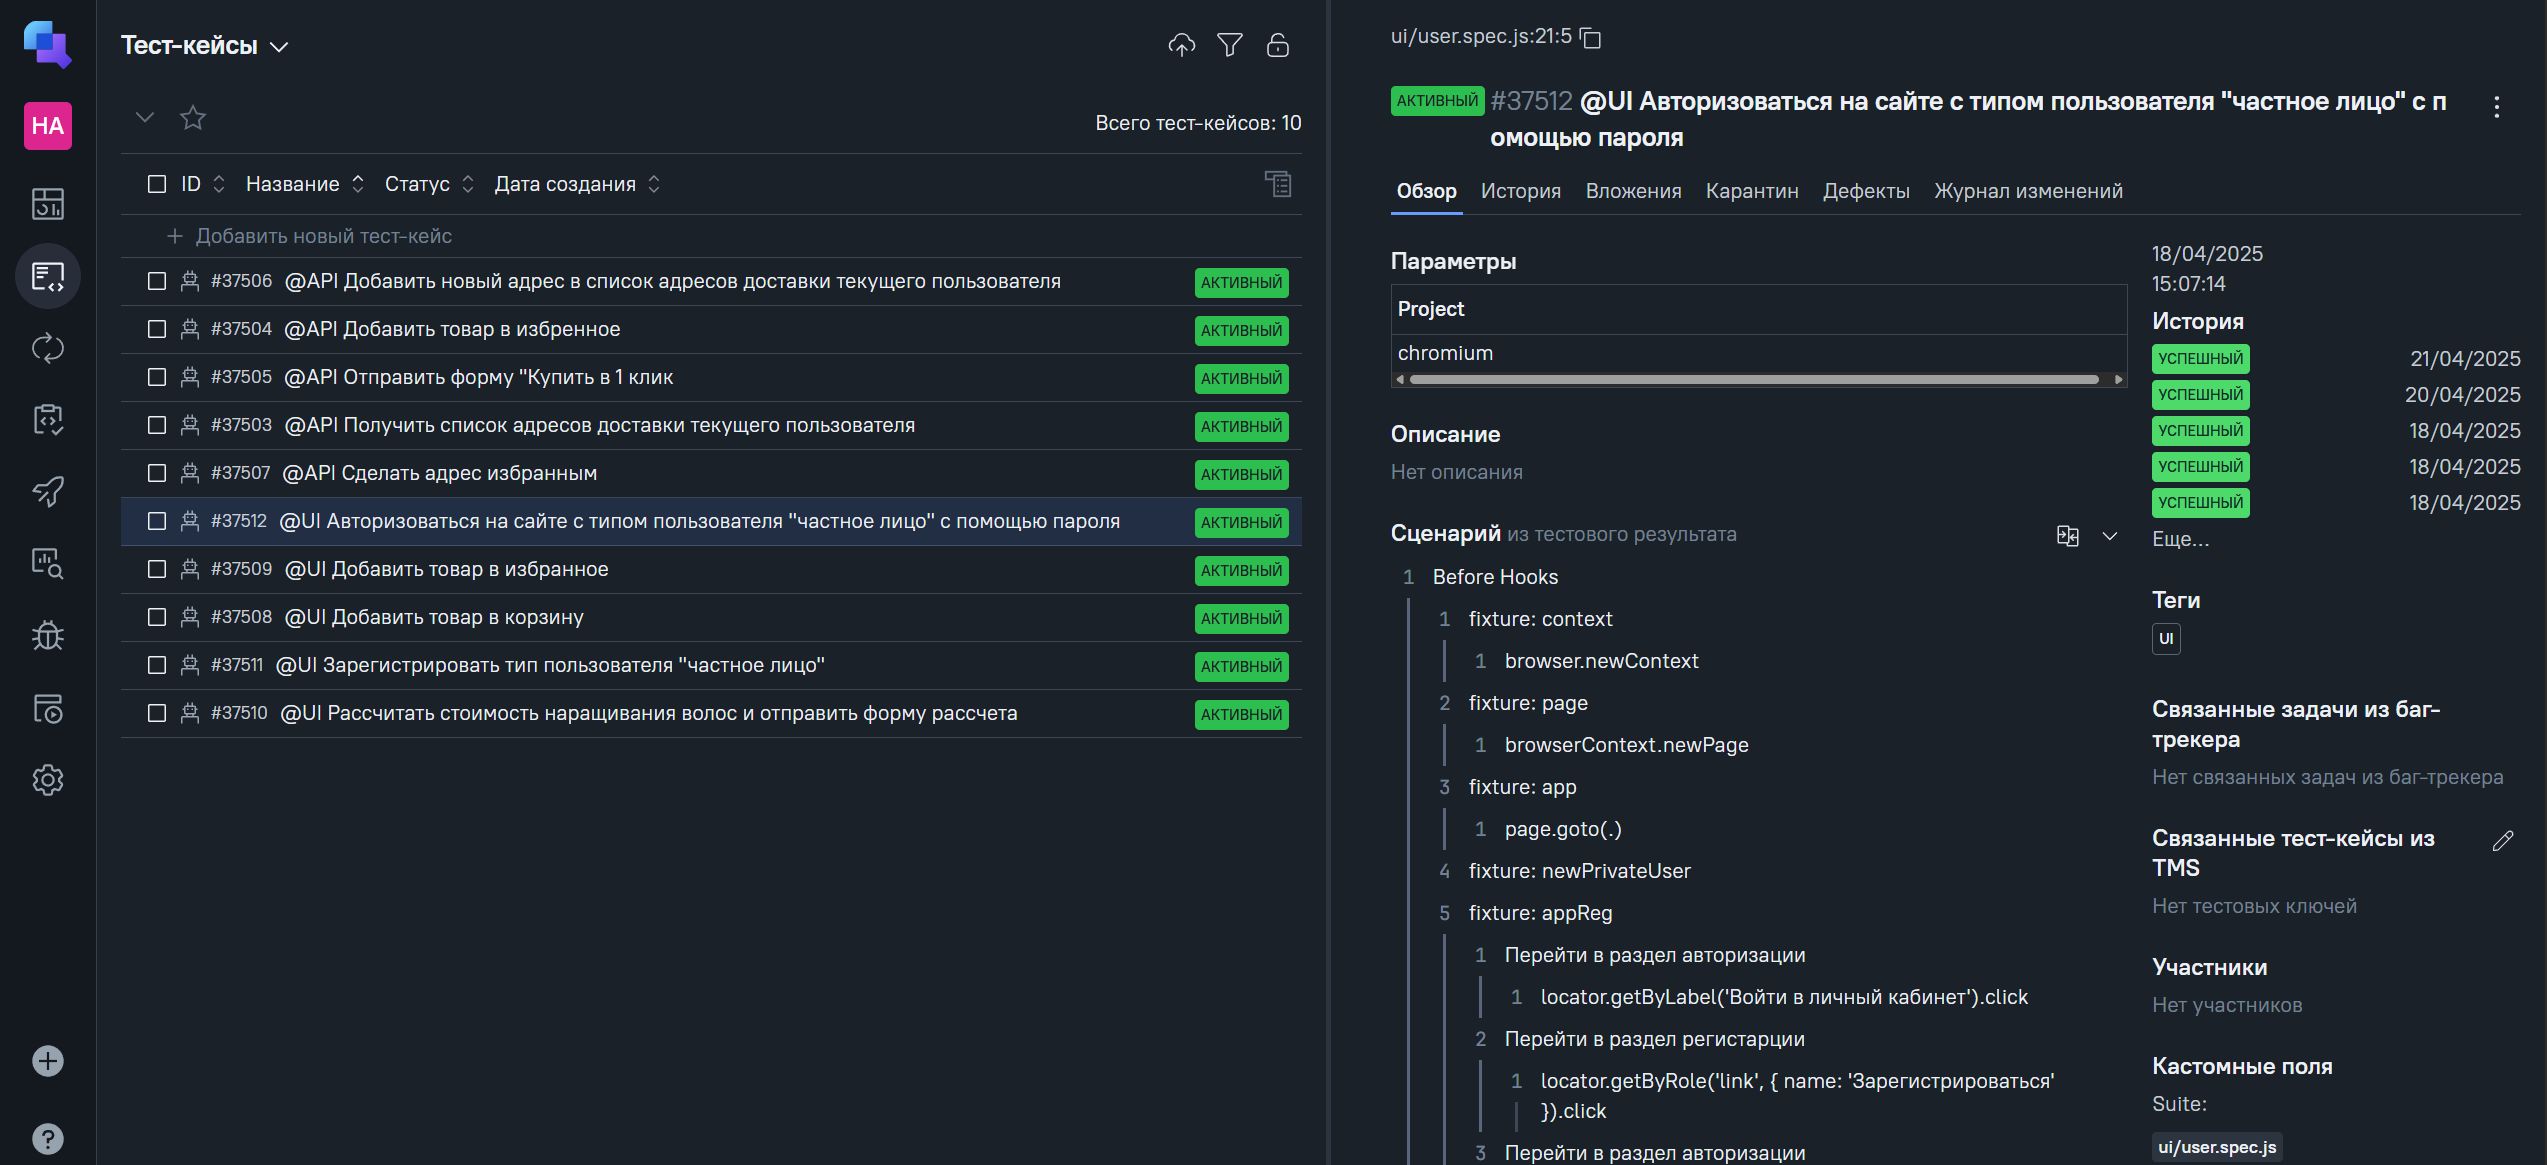 НА
Тест-кейсы
Всего тест-кейсов: 10
ID Название Статус Дата создания
+ Добавить новый тест-кейс
#37506 @API Добавить новый адрес в список адресов доставки текущего пользователя АКТИВНЫЙ
#37504 @API Добавить товар в избренное АКТИВНЫЙ
#37505 @API Отправить форму "Купить в 1 клик АКТИВНЫЙ
#37503 @API Получить список адресов доставки текущего пользователя АКТИВНЫЙ
#37507 @API Сделать адрес избранным АКТИВНЫЙ
#37512 @UI Авторизоваться на сайте с типом пользователя "частное лицо" с помощью пароля АКТИВНЫЙ
#37509 @UI Добавить товар в избранное АКТИВНЫЙ
#37508 @UI Добавить товар в корзину АКТИВНЫЙ
#37511 @UI Зарегистрировать тип пользователя "частное лицо" АКТИВНЫЙ
#37510 @UI Рассчитать стоимость наращивания волос и отправить форму рассчета АКТИВНЫЙ
ui/user.spec.js:21:5
АКТИВНЫЙ #37512 @UI Авторизоваться на сайте с типом пользователя "частное лицо" с п
омощью пароля
Обзор История Вложения Карантин Дефекты Журнал изменений
Параметры
Project
chromium
Описание
Нет описания
Сценарий из тестового результата
1 Before Hooks
1 fixture: context
1 browser.newContext
2 fixture: page
1 browserContext.newPage
3 fixture: app
1 page.goto(.)
4 fixture: newPrivateUser
5 fixture: appReg
1 Перейти в раздел авторизации
1 locator.getByLabel('Войти в личный кабинет').click
2 Перейти в раздел регистарции
1 locator.getByRole('link', { name: 'Зарегистрироваться'
}).click
3 Перейти в раздел авторизации
18/04/2025
15:07:14
История
УСПЕШНЫЙ 21/04/2025
УСПЕШНЫЙ 20/04/2025
УСПЕШНЫЙ 18/04/2025
УСПЕШНЫЙ 18/04/2025
УСПЕШНЫЙ 18/04/2025
Еще...
Теги
UI
Связанные задачи из баг-
трекера
Нет связанных задач из баг-трекера
Связанные тест-кейсы из
TMS
Нет тестовых ключей
Участники
Нет участников
Кастомные поля
Suite:
ui/user.spec.js